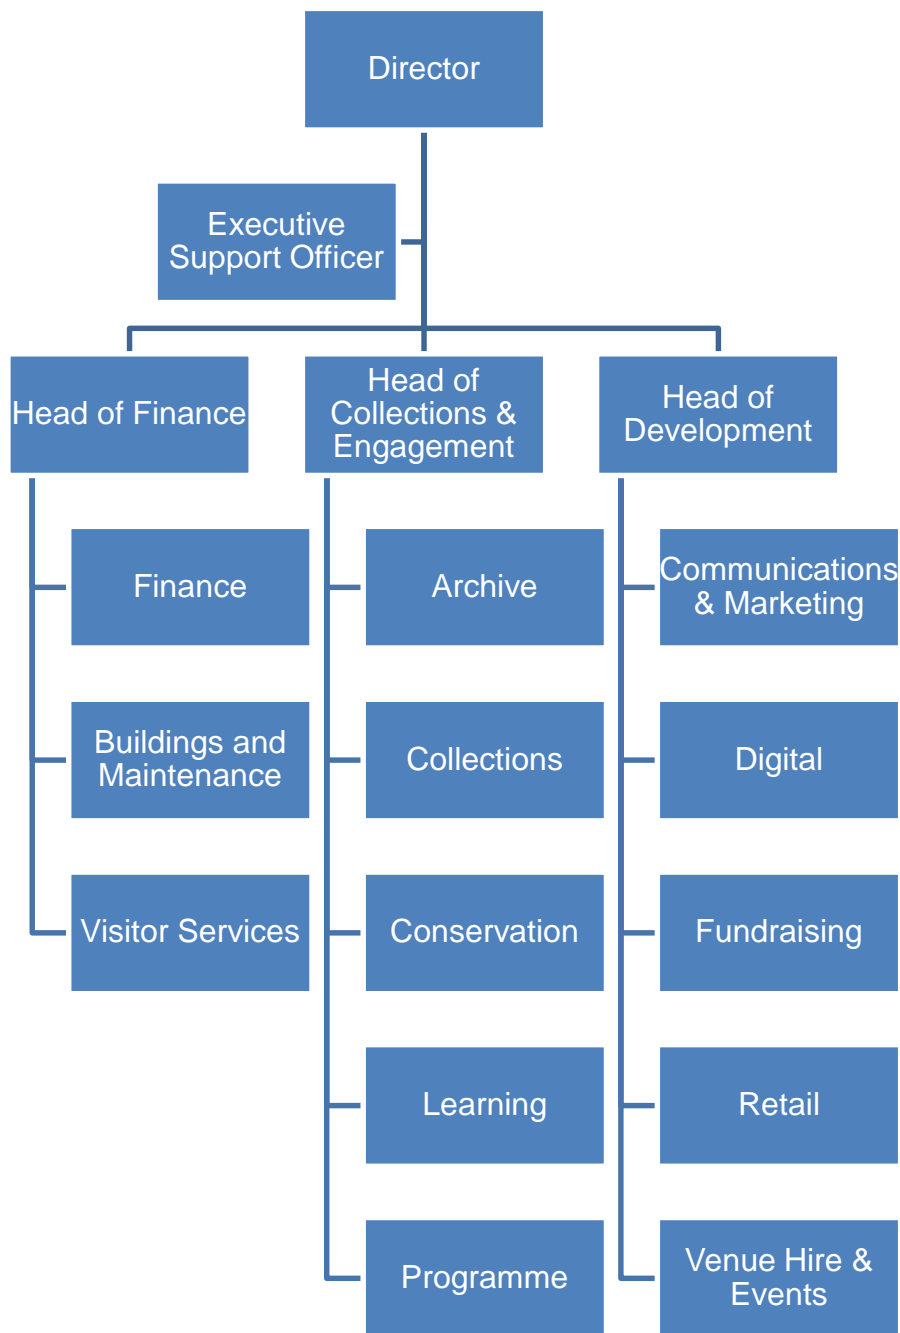 Director
Executive
Support Officer
Head of Finance
Head of
Collections &
Engagement
Head of
Development
Finance
Archive
Communications
& Marketing
Buildings and
Maintenance
Collections
Digital
Visitor Services
Conservation
Fundraising
Learning
Retail
Programme
Venue Hire &
Events